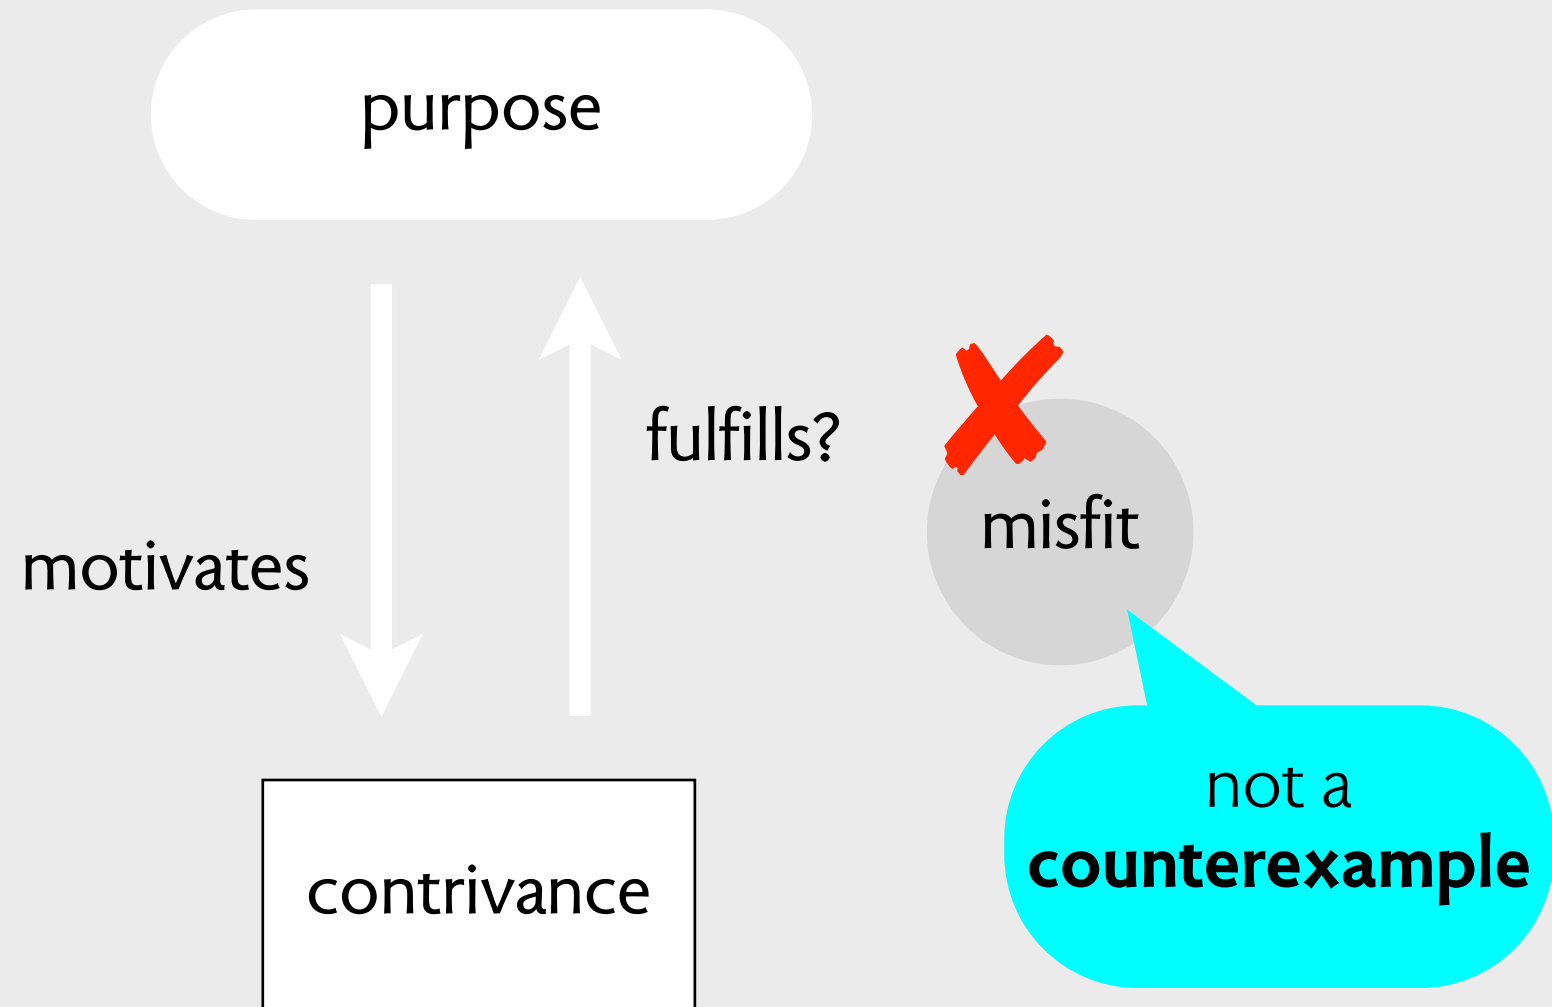 purpose
fulfills?
misfit
motivates
not a
counterexample
contrivance